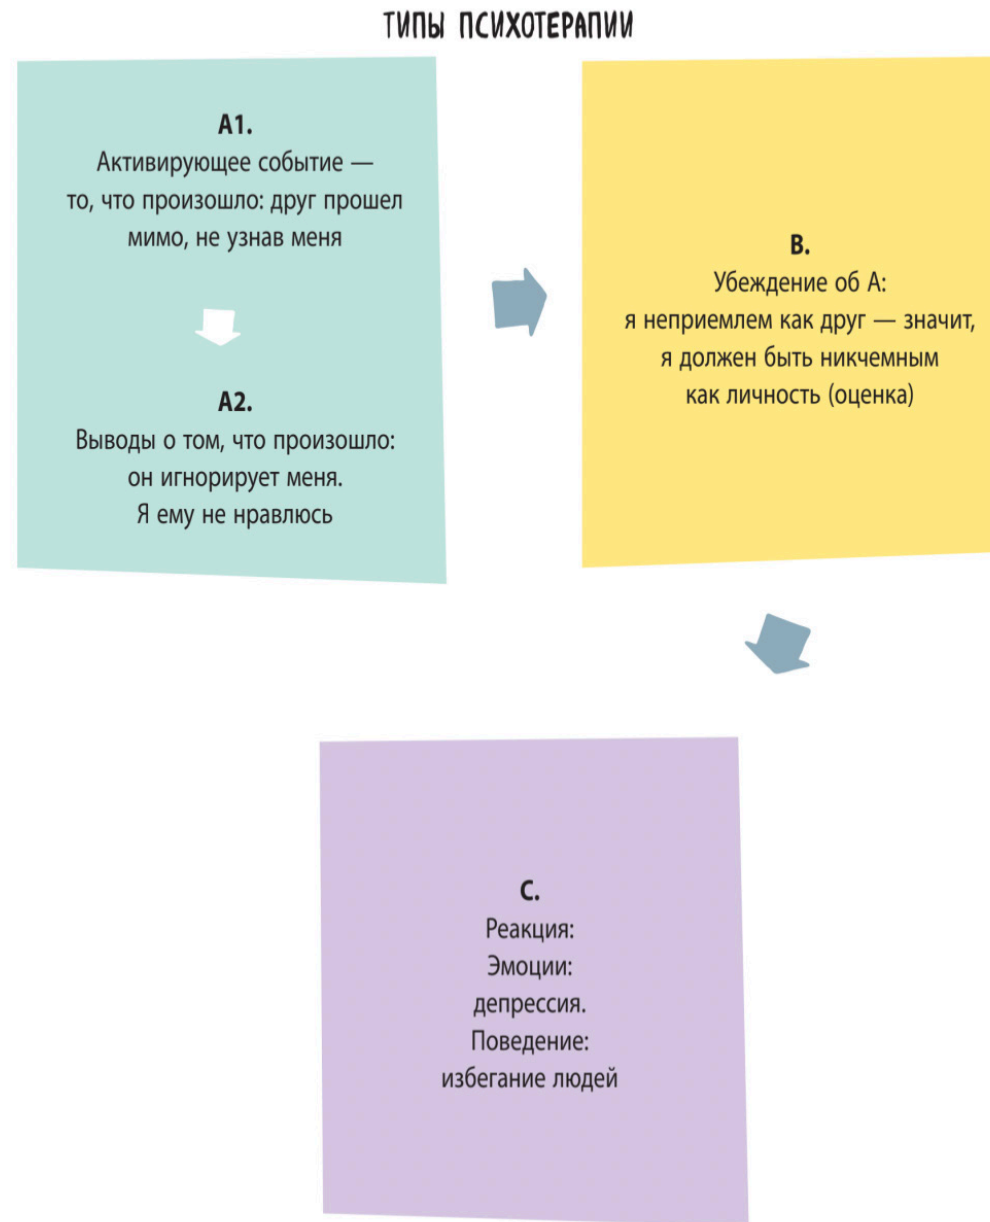 ТИПЫ ПСИХОТЕРАПИИ
А1.
Активирующее событие —
то, что произошло: друг прошел
мимо, не узнав меня
А2.
Выводы о том, что произошло:
он игнорирует меня.
Я ему не нравлюсь
В.
Убеждение об А:
я неприемлем как друг — значит,
я должен быть никчемным
как личность (оценка)
С.
Реакция:
Эмоции:
депрессия.
Поведение:
избегание людей